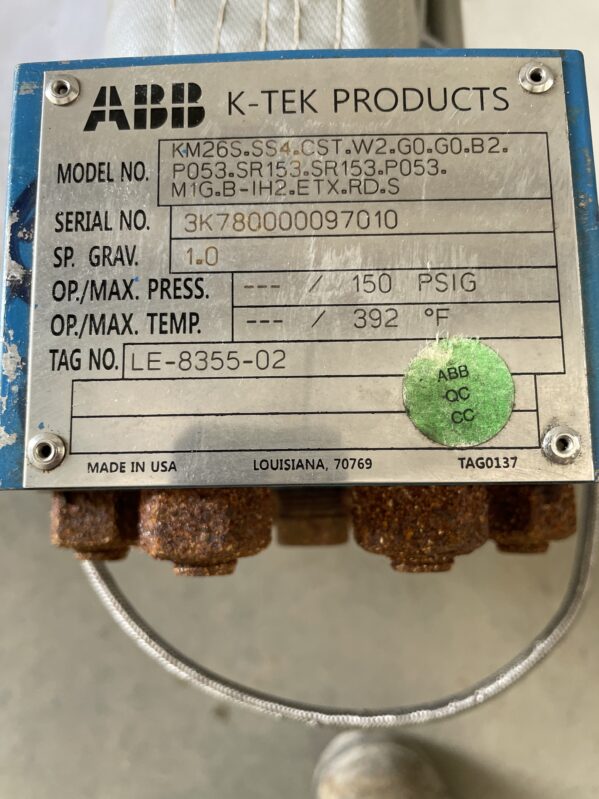 ABB K-TEK PRODUCTS
MODEL NO. KM26S.SS4.CST.W2.G0.G0.B2.
P053.SR153.SR153.P053.
M1G.B-IH2.ETX.RD.S
SERIAL NO. 3K780000097010
SP. GRAV. 1.0
OP./MAX. PRESS. --- / 150 PSIG
OP./MAX. TEMP. --- / 392 °F
TAG NO. LE-8355-02
ABB
QC
CC
MADE IN USA LOUISIANA, 70769 TAG0137